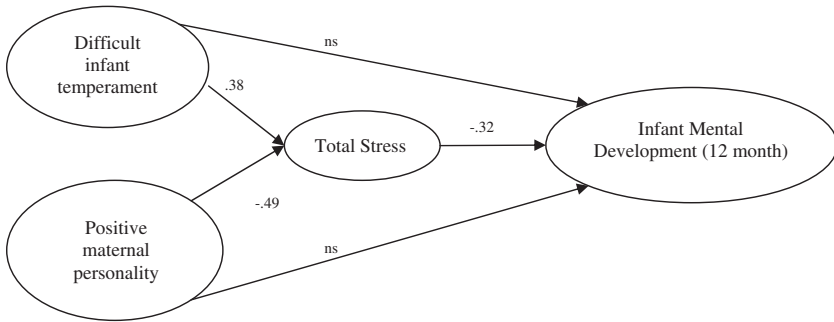 Difficult
infant
temperament
ns
.38
Total Stress
-.32
Infant Mental
Development (12 month)
-.49
Positive
maternal
personality
ns